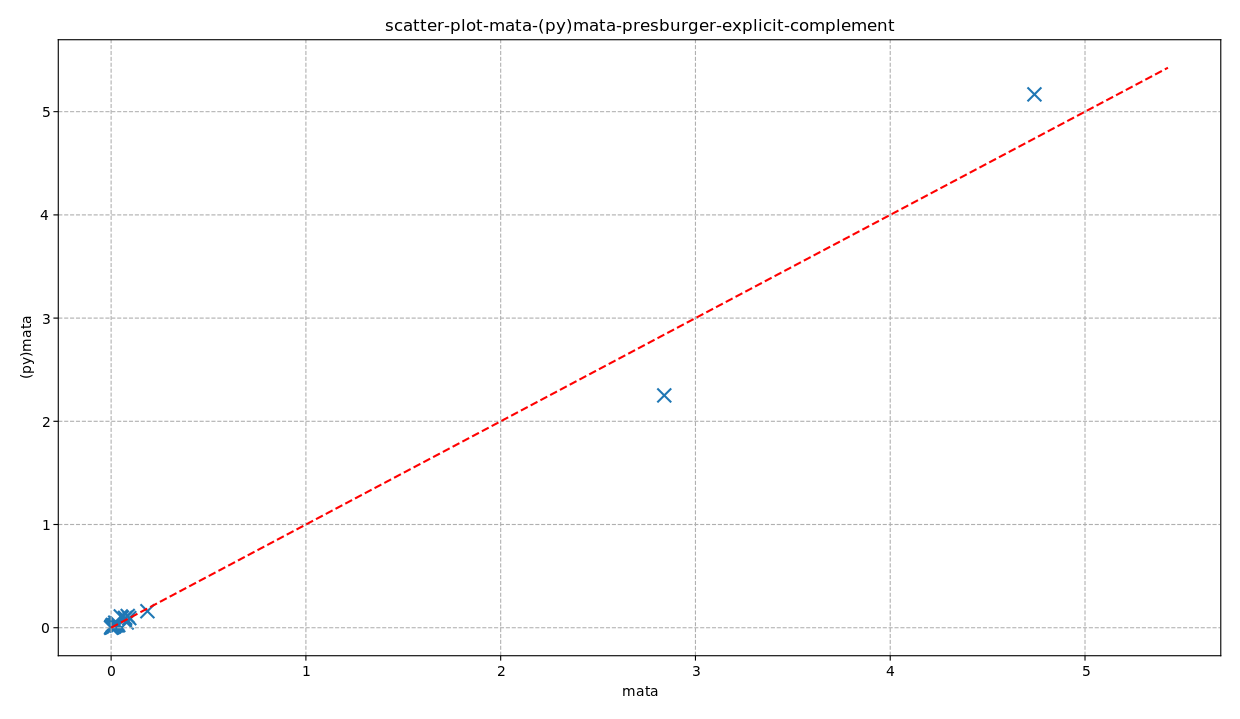 scatter-plot-mata-(py)mata-presburger-explicit-complement
(py)mata
5
4
3
2
1
0
0 1 2 3 4 5
mata